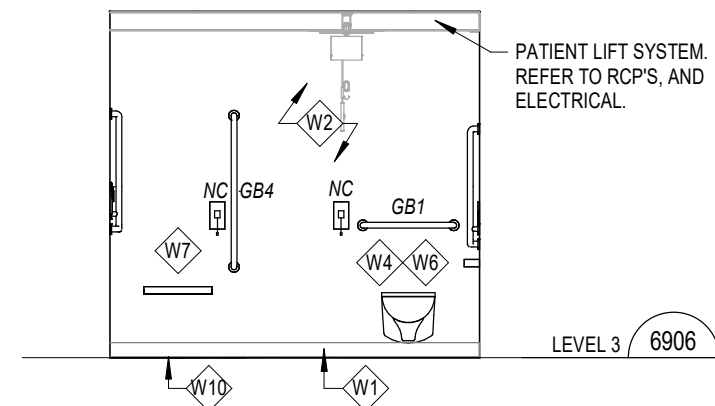 PATIENT LIFT SYSTEM.
REFER TO RCP'S, AND
ELECTRICAL.
W2
NC GB4
NC
GB1
W7
W4 W6
LEVEL 3 6906
W10 W1